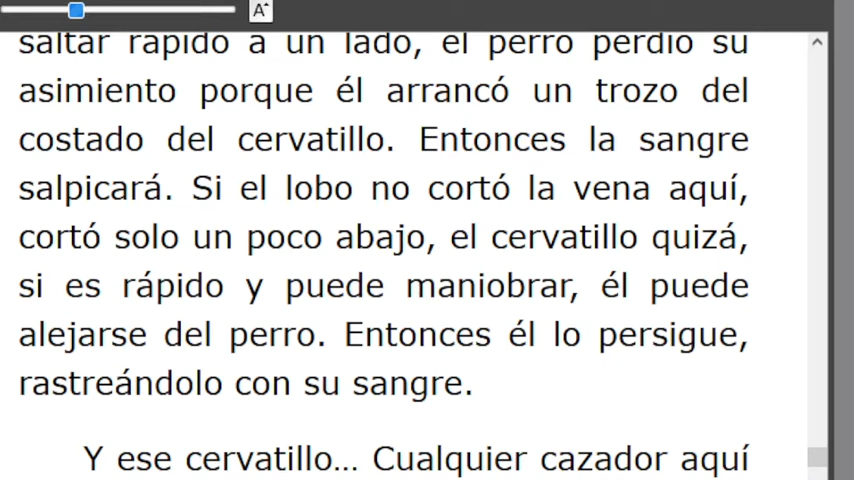 A
saltar rápido a un lado, el perro perdió su
asimiento porque él arrancó un trozo del
costado del cervatillo. Entonces la sangre
salpicará. Si el lobo no cortó la vena aquí,
cortó solo un poco abajo, el cervatillo quizá,
si es rápido y puede maniobrar, él puede
alejarse del perro. Entonces él lo persigue,
rastreándolo con su sangre.
Y ese cervatillo... Cualquier cazador aquí